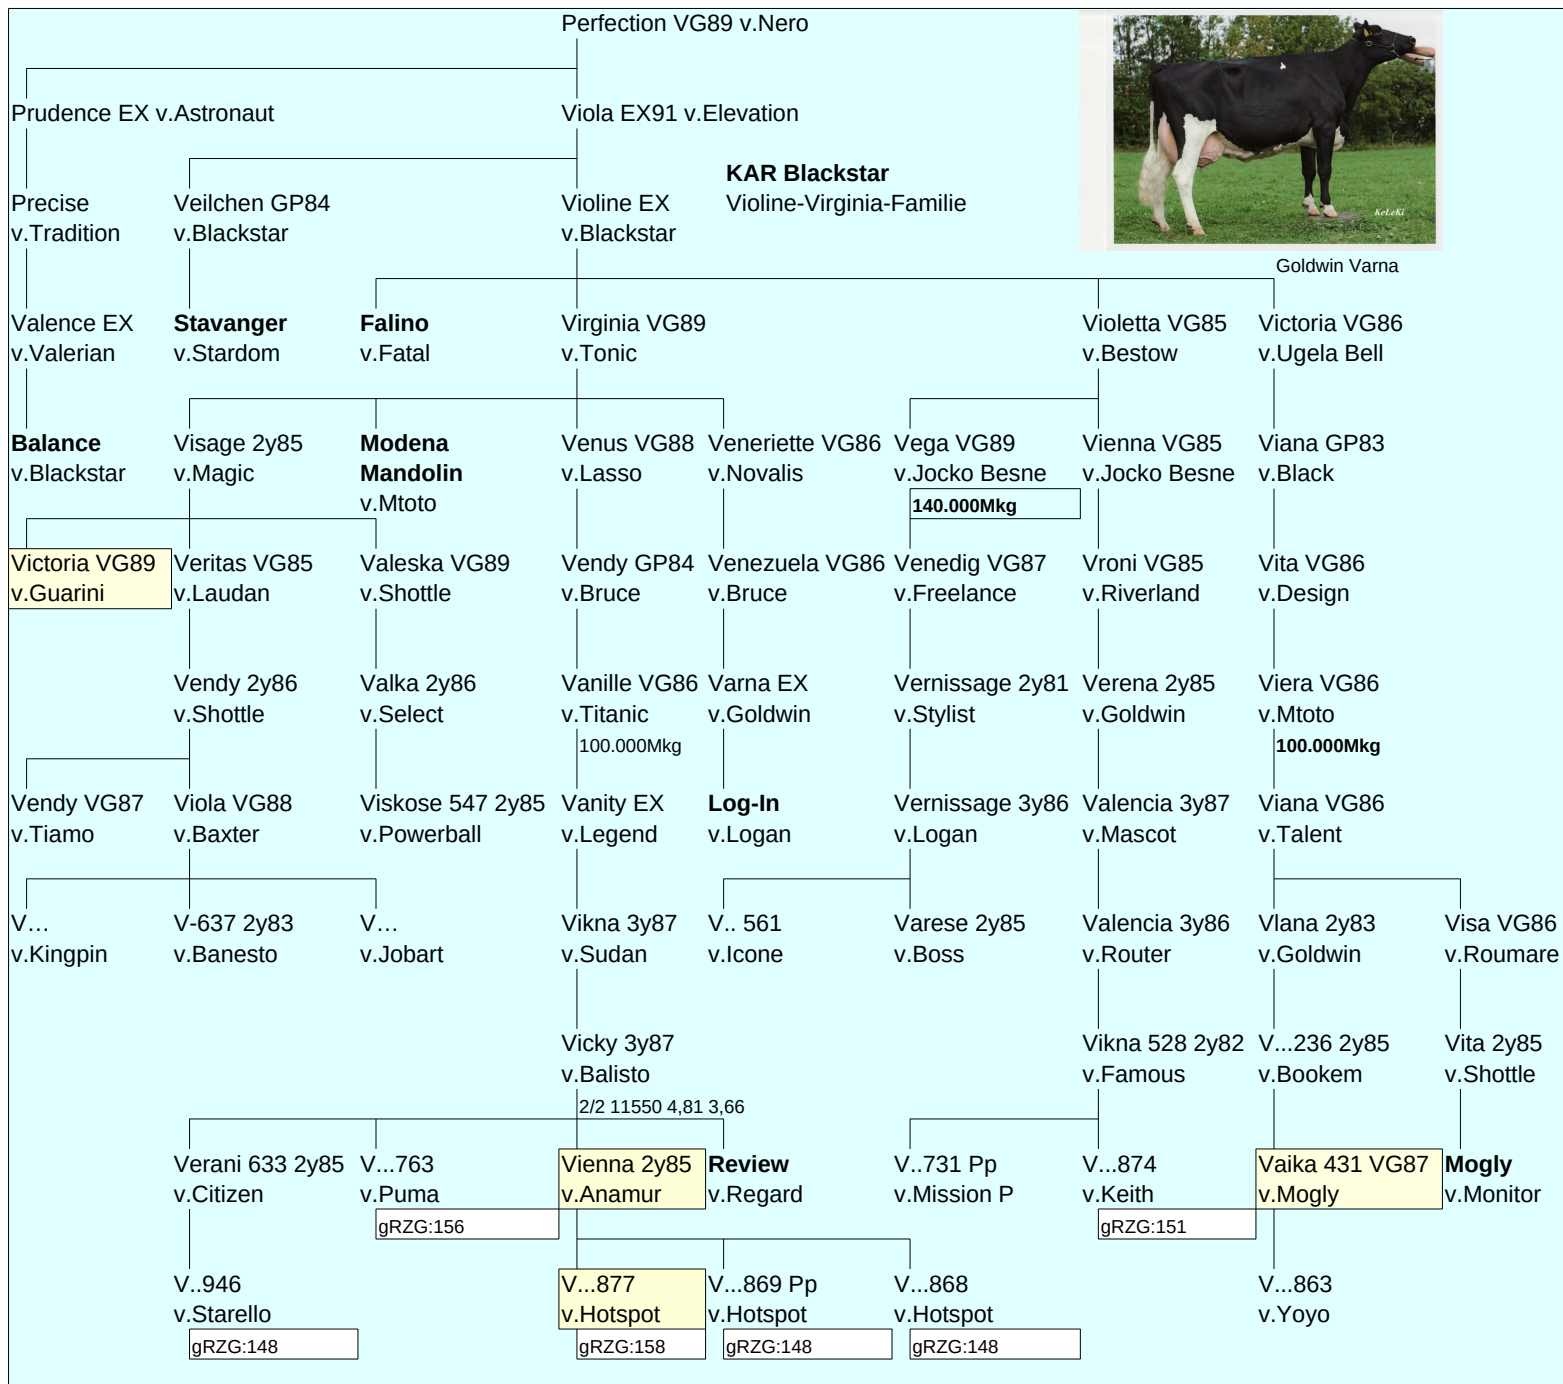 Perfection VG89 v.Nero
Prudence EX v.Astronaut
Viola EX91 v.Elevation
KAR Blackstar
Violine-Virginia-Familie
KeLeKi
Goldwin Varna
Precise
v.Tradition
Veilchen GP84
v.Blackstar
Violine EX
v.Blackstar
Valence EX
v.Valerian
Stavanger
v.Stardom
Falino
v.Fatal
Virginia VG89
v.Tonic
Violetta VG85
v.Bestow
Victoria VG86
v.Ugela Bell
Balance
v.Blackstar
Visage 2y85
v.Magic
Modena
Mandolin
v.Mtoto
Venus VG88
v.Lasso
Veneriette VG86
v.Novalis
Vega VG89
v.Jocko Besne
140.000Mkg
Vienna VG85
v.Jocko Besne
Viana GP83
v.Black
Victoria VG89
v.Guarini
Veritas VG85
v.Laudan
Valeska VG89
v.Shottle
Vendy GP84
v.Bruce
Venezuela VG86
v.Bruce
Venedig VG87
v.Freelance
Vroni VG85
v.Riverland
Vita VG86
v.Design
Vendy 2y86
v.Shottle
Valka 2y86
v.Select
Vanille VG86
v.Titanic
100.000Mkg
Varna EX
v.Goldwin
Vernissage 2y81
v.Stylist
Verena 2y85
v.Goldwin
Viera VG86
v.Mtoto
100.000Mkg
Vendy VG87
v.Tiamo
Viola VG88
v.Baxter
Viskose 547 2y85
v.Powerball
Vanity EX
v.Legend
Log-In
v.Logan
Vernissage 3y86
v.Logan
Valencia 3y87
v.Mascot
Viana VG86
v.Talent
V…
v.Kingpin
V-637 2y83
v.Banesto
V…
v.Jobart
Vikna 3y87
v.Sudan
V.. 561
v.Icone
Varese 2y85
v.Boss
Valencia 3y86
v.Router
Vlana 2y83
v.Goldwin
Visa VG86
v.Roumare
Vicky 3y87
v.Balisto
2/2 11550 4,81 3,66
Vikna 528 2y82
v.Famous
V...236 2y85
v.Bookem
Vita 2y85
v.Shottle
Verani 633 2y85
v.Citizen
V...763
v.Puma
gRZG:156
Vienna 2y85
v.Anamur
Review
v.Regard
V..731 Pp
v.Mission P
V...874
v.Keith
gRZG:151
Vaika 431 VG87
v.Mogly
Mogly
v.Monitor
V..946
v.Starello
gRZG:148
V...877
v.Hotspot
gRZG:158
V...869 Pp
v.Hotspot
gRZG:148
V...868
v.Hotspot
gRZG:148
V...863
v.Yoyo